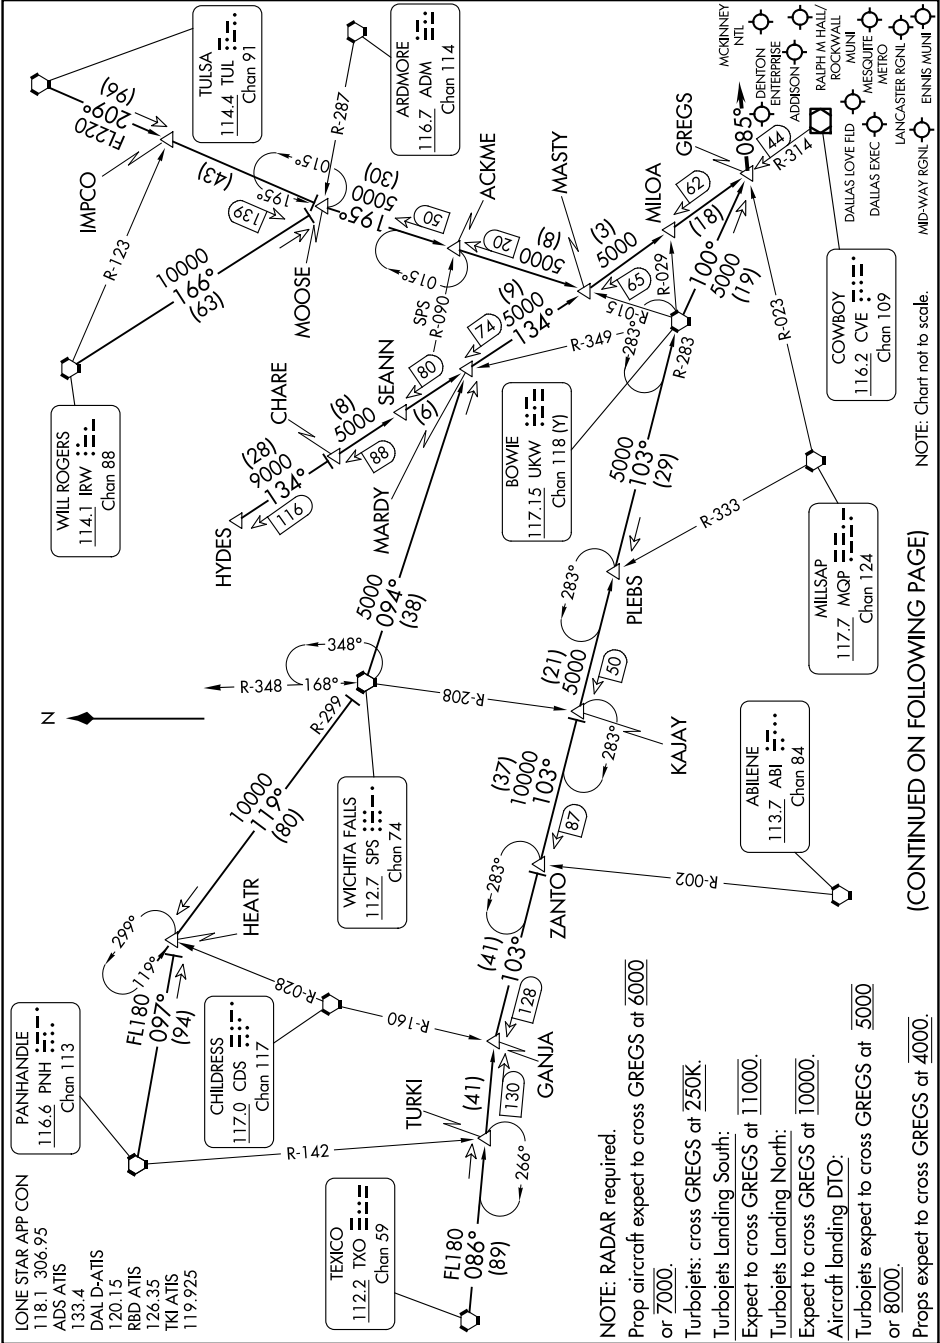 LONE STAR APP CON
118.1 306.95
ADS ATIS
133.4
DAL D-ATIS
120.15
RBD ATIS
126.35
TKI ATIS
119.925
PANHANDLE
116.6 PNH
Chan 113
CHILDRESS
117.0 CDS
Chan 117
TEXICO
112.2 TXO
Chan 59
WICHITA FALLS
112.7 SPS
Chan 74
WILL ROGERS
114.1 IRW
Chan 88
TULSA
114.4 TUL
Chan 91
ARDMORE
116.7 ADM
Chan 114
BOWIE
117.15 UKW
Chan 118 (Y)
COWBOY
116.2 CVE
Chan 109
MILLSAP
117.7 MQP
Chan 124
ABILENE
113.7 ABI
Chan 84
N
FL180
097°
(94)
119°
299°
HEATR
10000
119°
(80)
R-299
R-348
168°
348°
5000
094°
(38)
R-028
R-160
R-142
R-208
FL180
086°
(89)
TURKI
266°
(41)
130
GANJA
128
(41)
103°
ZANTO
283°
87
R-002
(37)
10000
103°
KAJAY
283°
50
(21)
5000
PLEBS
283°
R-333
5000
103°
(29)
R-283
283°
100°
5000
(19)
HYDES
116
(28)
9000
134°
CHARE
88
(8)
5000
SEANN
80
(6)
MARDY
74
(9)
5000
134°
SPS
R-090
R-349
R-015
R-029
FL220
209°
(96)
IMPCO
R-123
(43)
10000
166°
(93)
139
MOOSE
195°
015°
R-287
195°
5000
(30)
50
ACKME
015°
20
5000
(8)
MASTY
65
(3)
5000
MILOA
62
(18)
GREGS
085°
44
R-314
R-023
MCKINNEY
NTL
DENTON
ENTERPRISE
ADDISON
RALPH M HALL/
ROCKWALL
MUNI
MESQUITE
METRO
LANCASTER RGNL
ENNIS MUNI
DALLAS LOVE FLD
DALLAS EXEC
MID-WAY RGNL
NOTE: RADAR required.
Prop aircraft expect to cross GREGS at 6000
or 7000.
Turbojets: cross GREGS at 250K.
Turbojets Landing South:
Expect to cross GREGS at 11000.
Turbojets Landing North:
Expect to cross GREGS at 10000.
Aircraft landing DTO:
Turbojets expect to cross GREGS at 5000
or 8000.
Props expect to cross GREGS at 4000.
(CONTINUED ON FOLLOWING PAGE)
NOTE: Chart not to scale.